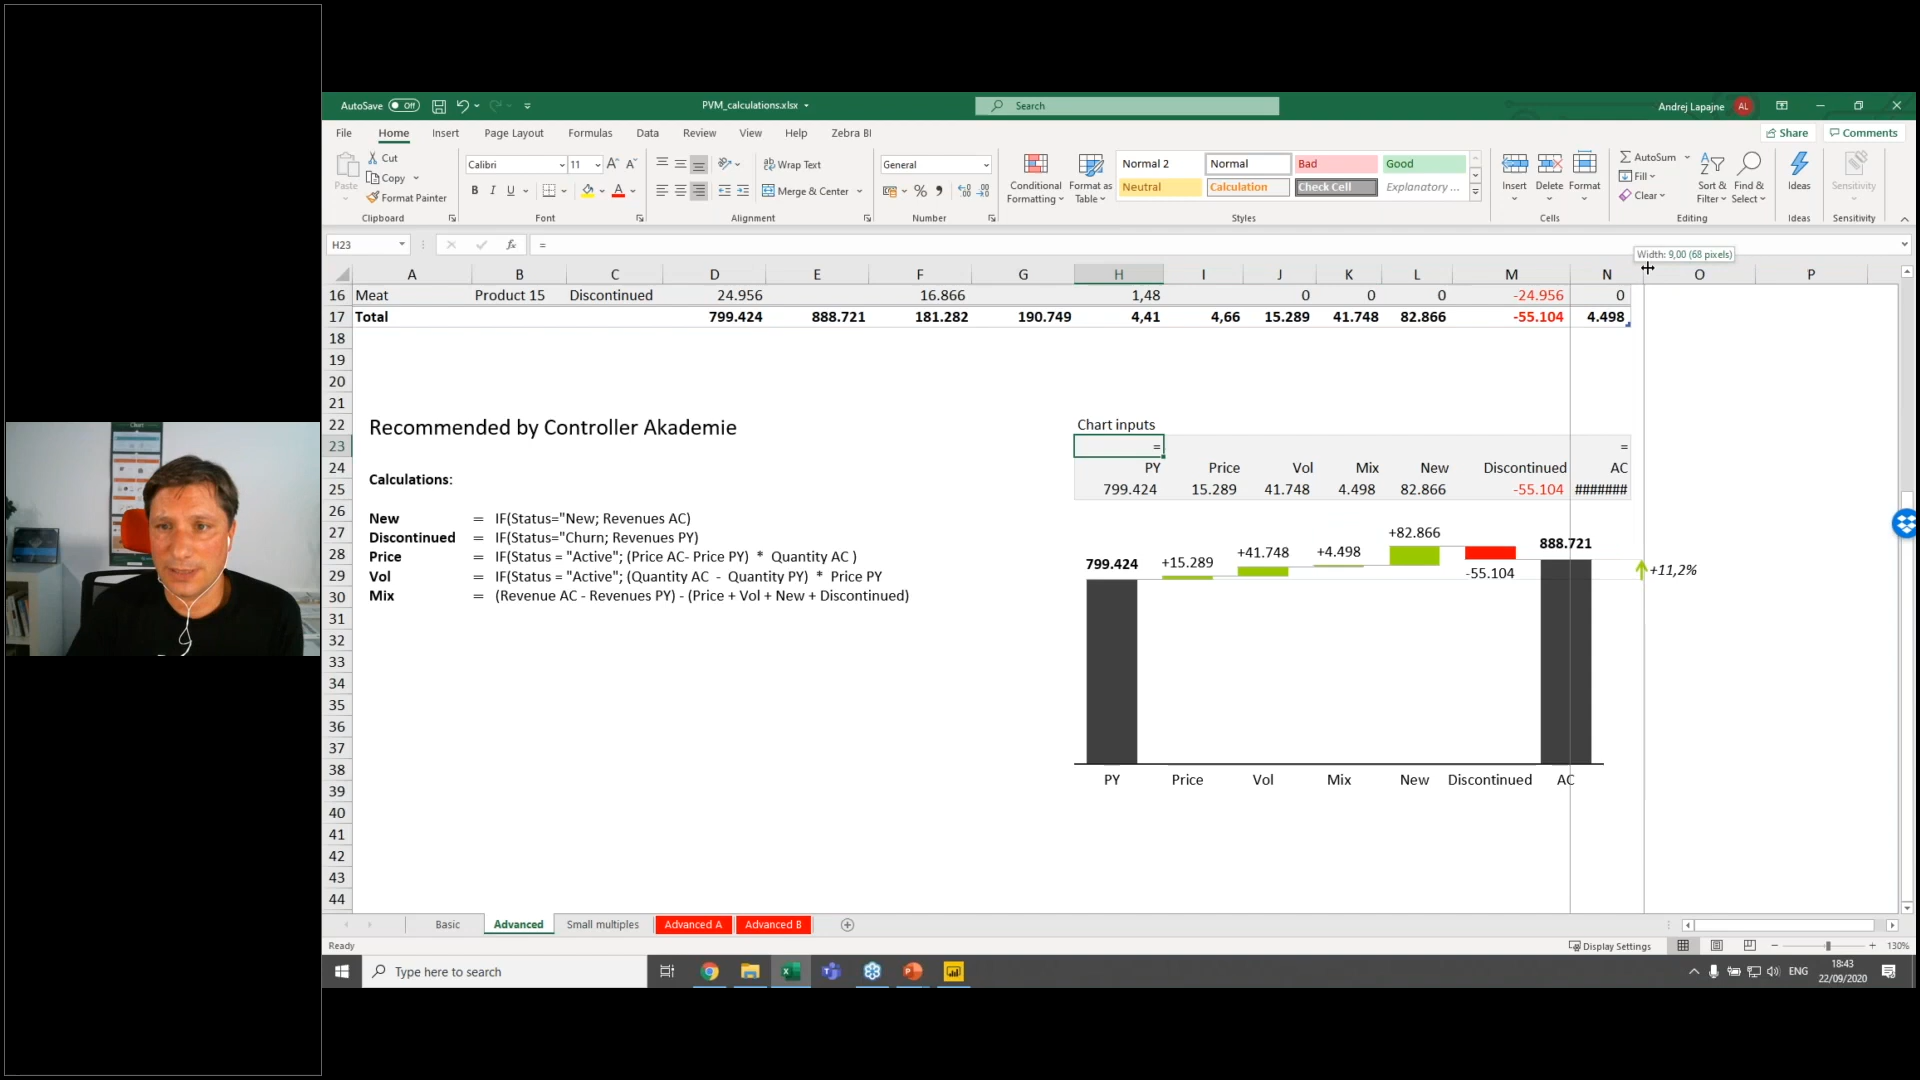 AutoSave Off PVM_calculations.xlsx Search Andrej Lapajne AL
File Home Insert Page Layout Formulas Data Review View Help Zebra BI Share Comments
Paste Cut Copy Format Painter Clipboard
Calibri 11 B I U Font
Wrap Text Merge & Center Alignment
General % Number
Conditional Formatting Format as Table
Normal 2 Normal Bad Good
Neutral Calculation Check Cell Explanatory ...
Styles
Insert Delete Format Cells
AutoSum Fill Clear Sort & Filter Find & Select Editing
Ideas Ideas
Sensitivity Sensitivity
H23 fx =
Width: 9,00 (68 pixels)
A B C D E F G H I J K L M N O P
16 Meat Product 15 Discontinued 24.956 16.866 1,48 0 0 0 -24.956 0
17 Total 799.424 888.721 181.282 190.749 4,41 4,66 15.289 41.748 82.866 -55.104 4.498
18
19
20
21
22 Recommended by Controller Akademie Chart inputs
23 = =
24 PY Price Vol Mix New Discontinued AC
25 799.424 15.289 41.748 4.498 82.866 -55.104 #######
Calculations:
26 New = IF(Status="New; Revenues AC)
27 Discontinued = IF(Status="Churn; Revenues PY)
28 Price = IF(Status = "Active"; (Price AC- Price PY) * Quantity AC )
29 Vol = IF(Status = "Active"; (Quantity AC - Quantity PY) * Price PY
30 Mix = (Revenue AC - Revenues PY) - (Price + Vol + New + Discontinued)
799.424 +15.289 +41.748 +4.498 +82.866 -55.104 888.721 +11,2%
31
32
33
34
35
36
37
38
PY Price Vol Mix New Discontinued AC
39
40
41
42
43
44
Basic Advanced Small multiples Advanced A Advanced B
Ready Display Settings 130%
Type here to search ENG 18:43
22/09/2020